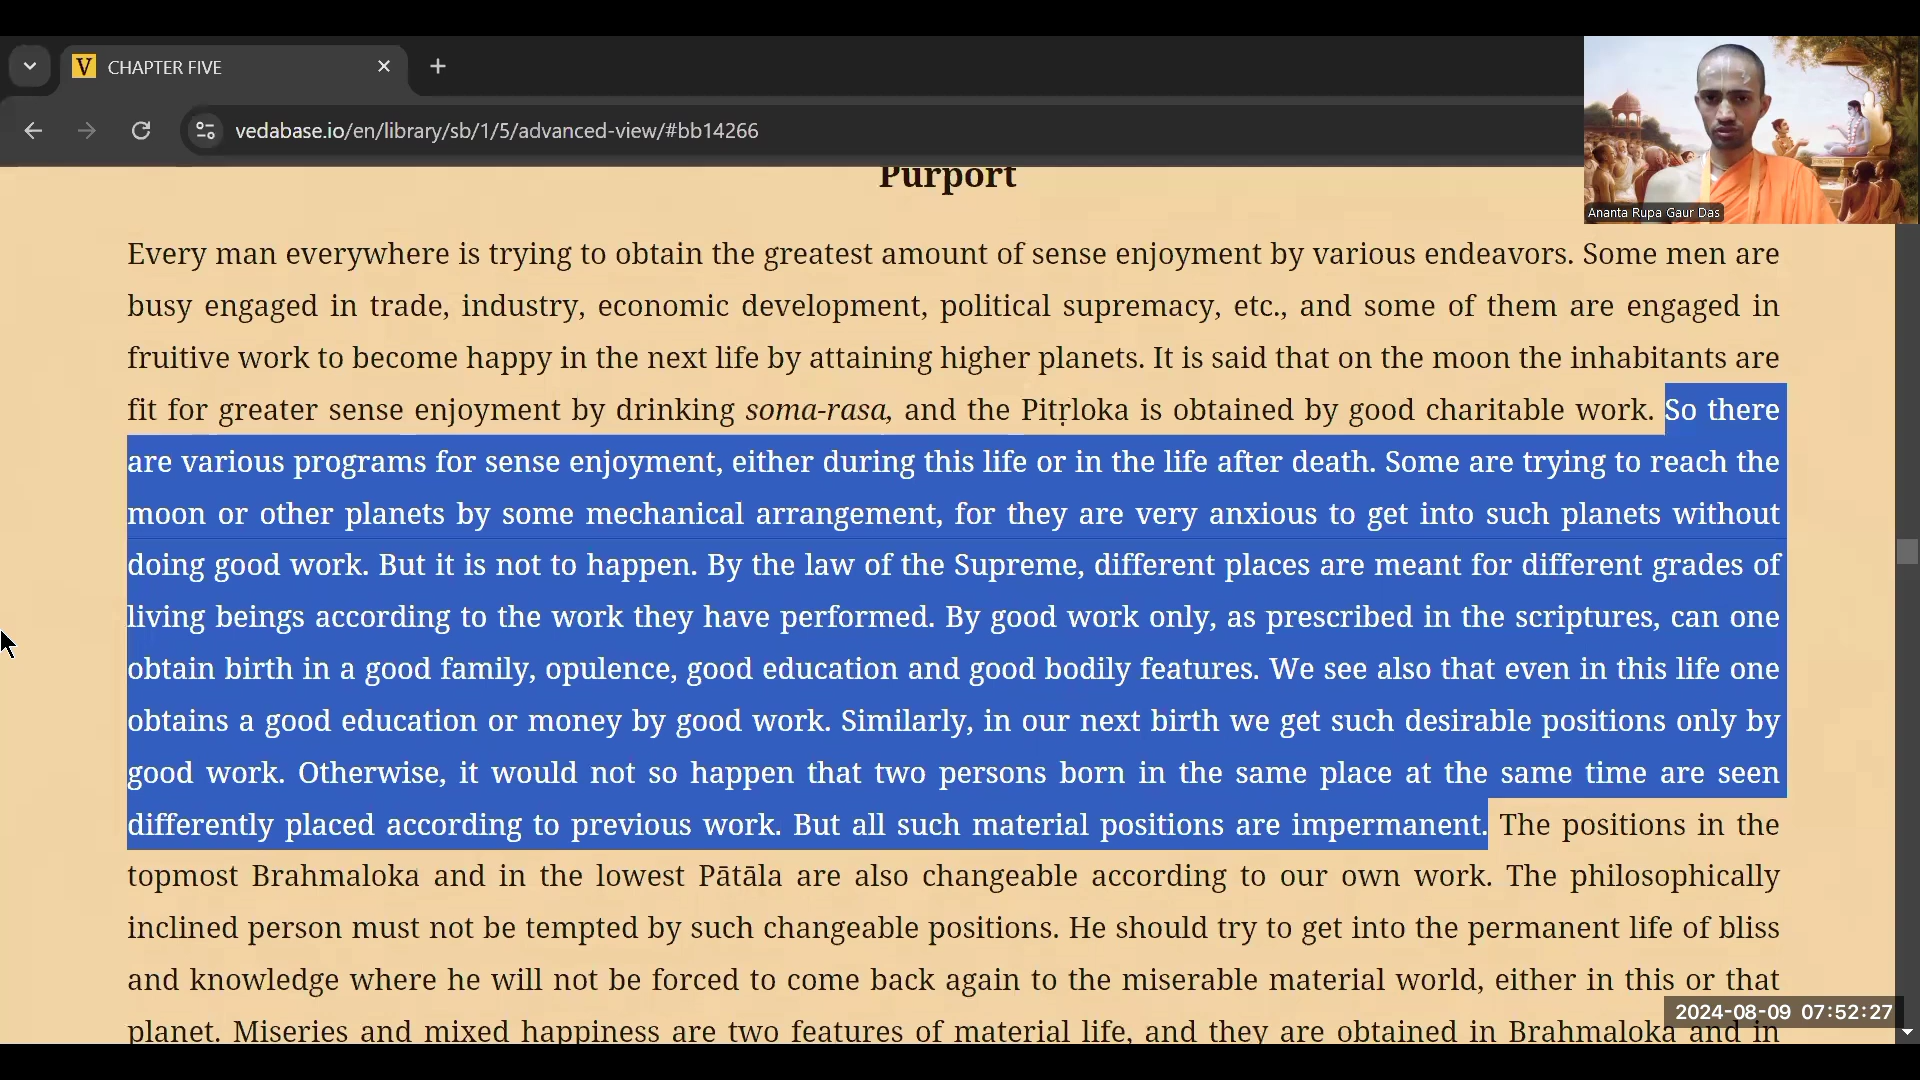 V CHAPTER FIVE
vedabase.io/en/library/sb/1/5/advanced-view/#bb14266
Ananta Rupa Gaur Das
Purport
Every man everywhere is trying to obtain the greatest amount of sense enjoyment by various endeavors. Some men are
busy engaged in trade, industry, economic development, political supremacy, etc., and some of them are engaged in
fruitive work to become happy in the next life by attaining higher planets. It is said that on the moon the inhabitants are
fit for greater sense enjoyment by drinking soma-rasa, and the Pitṛloka is obtained by good charitable work. So there
are various programs for sense enjoyment, either during this life or in the life after death. Some are trying to reach the
moon or other planets by some mechanical arrangement, for they are very anxious to get into such planets without
doing good work. But it is not to happen. By the law of the Supreme, different places are meant for different grades of
living beings according to the work they have performed. By good work only, as prescribed in the scriptures, can one
obtain birth in a good family, opulence, good education and good bodily features. We see also that even in this life one
obtains a good education or money by good work. Similarly, in our next birth we get such desirable positions only by
good work. Otherwise, it would not so happen that two persons born in the same place at the same time are seen
differently placed according to previous work. But all such material positions are impermanent. The positions in the
topmost Brahmaloka and in the lowest Pātāla are also changeable according to our own work. The philosophically
inclined person must not be tempted by such changeable positions. He should try to get into the permanent life of bliss
and knowledge where he will not be forced to come back again to the miserable material world, either in this or that
planet. Miseries and mixed happiness are two features of material life, and they are obtained in Brahmaloka and in
2024-08-09 07:52:27